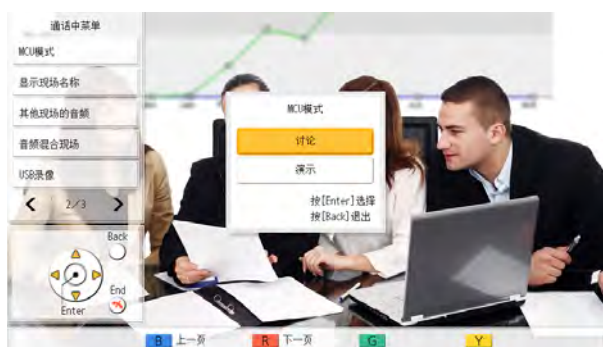 通话中菜单
MCU模式
显示现场名称
其他现场的音频
音频混合现场
USB录像
2/3
Back
End
Enter
MCU模式
讨论
演示
按[Enter]选择
按[Back]退出
B 上一页 R 下一页 G Y